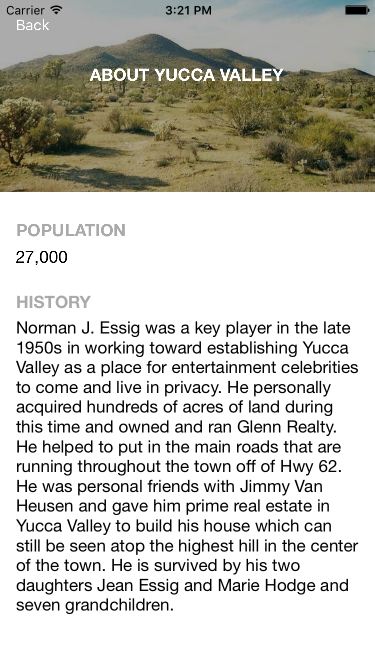 Carrier 3:21 PM
Back
ABOUT YUCCA VALLEY
POPULATION
27,000
HISTORY
Norman J. Essig was a key player in the late
1950s in working toward establishing Yucca
Valley as a place for entertainment celebrities
to come and live in privacy. He personally
acquired hundreds of acres of land during
this time and owned and ran Glenn Realty.
He helped to put in the main roads that are
running throughout the town off of Hwy 62.
He was personal friends with Jimmy Van
Heusen and gave him prime real estate in
Yucca Valley to build his house which can
still be seen atop the highest hill in the center
of the town. He is survived by his two
daughters Jean Essig and Marie Hodge and
seven grandchildren.